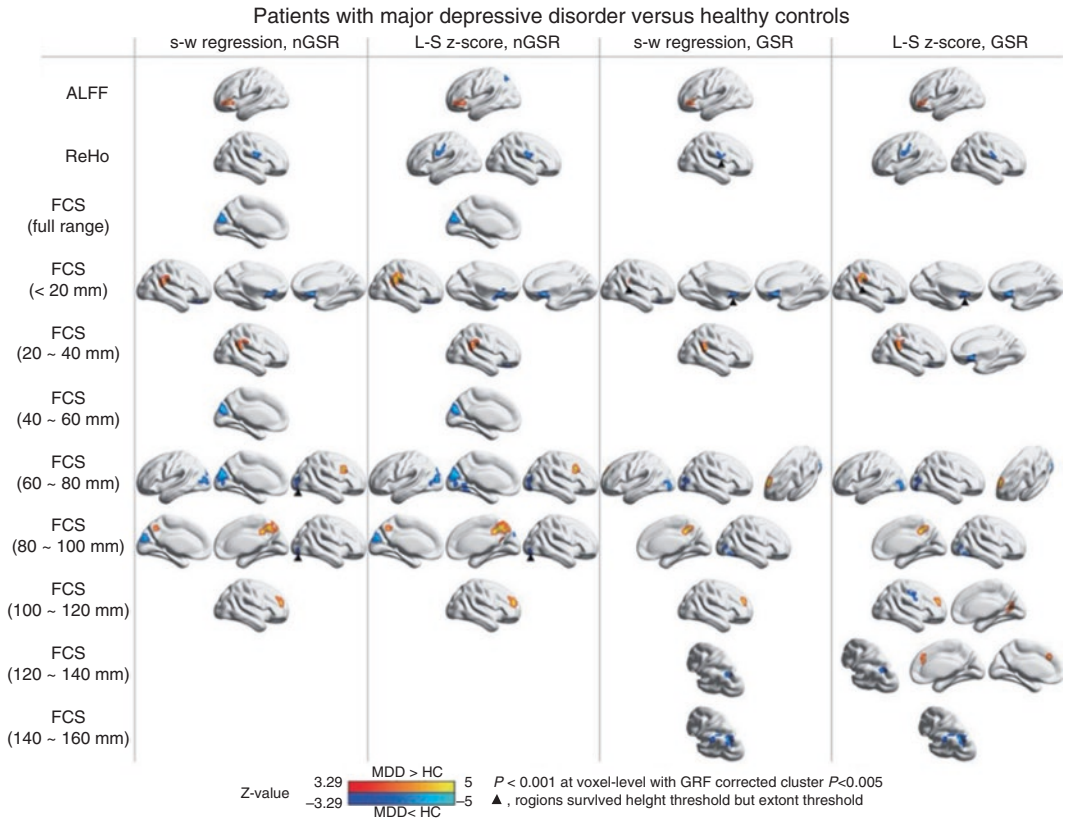 Patients with major depressive disorder versus healthy controls
s-w regression, nGSR L-S z-score, nGSR s-w regression, GSR L-S z-score, GSR
ALFF
ReHo
FCS
(full range)
FCS
(< 20 mm)
FCS
(20 ~ 40 mm)
FCS
(40 ~ 60 mm)
FCS
(60 ~ 80 mm)
FCS
(80 ~ 100 mm)
FCS
(100 ~ 120 mm)
FCS
(120 ~ 140 mm)
FCS
(140 ~ 160 mm)
MDD > HC
3.29 5
Z-value
–3.29 –5
MDD< HC
P < 0.001 at voxel-level with GRF corrected cluster P<0.005
▲ , rogions survlved helght threshold but extont threshold